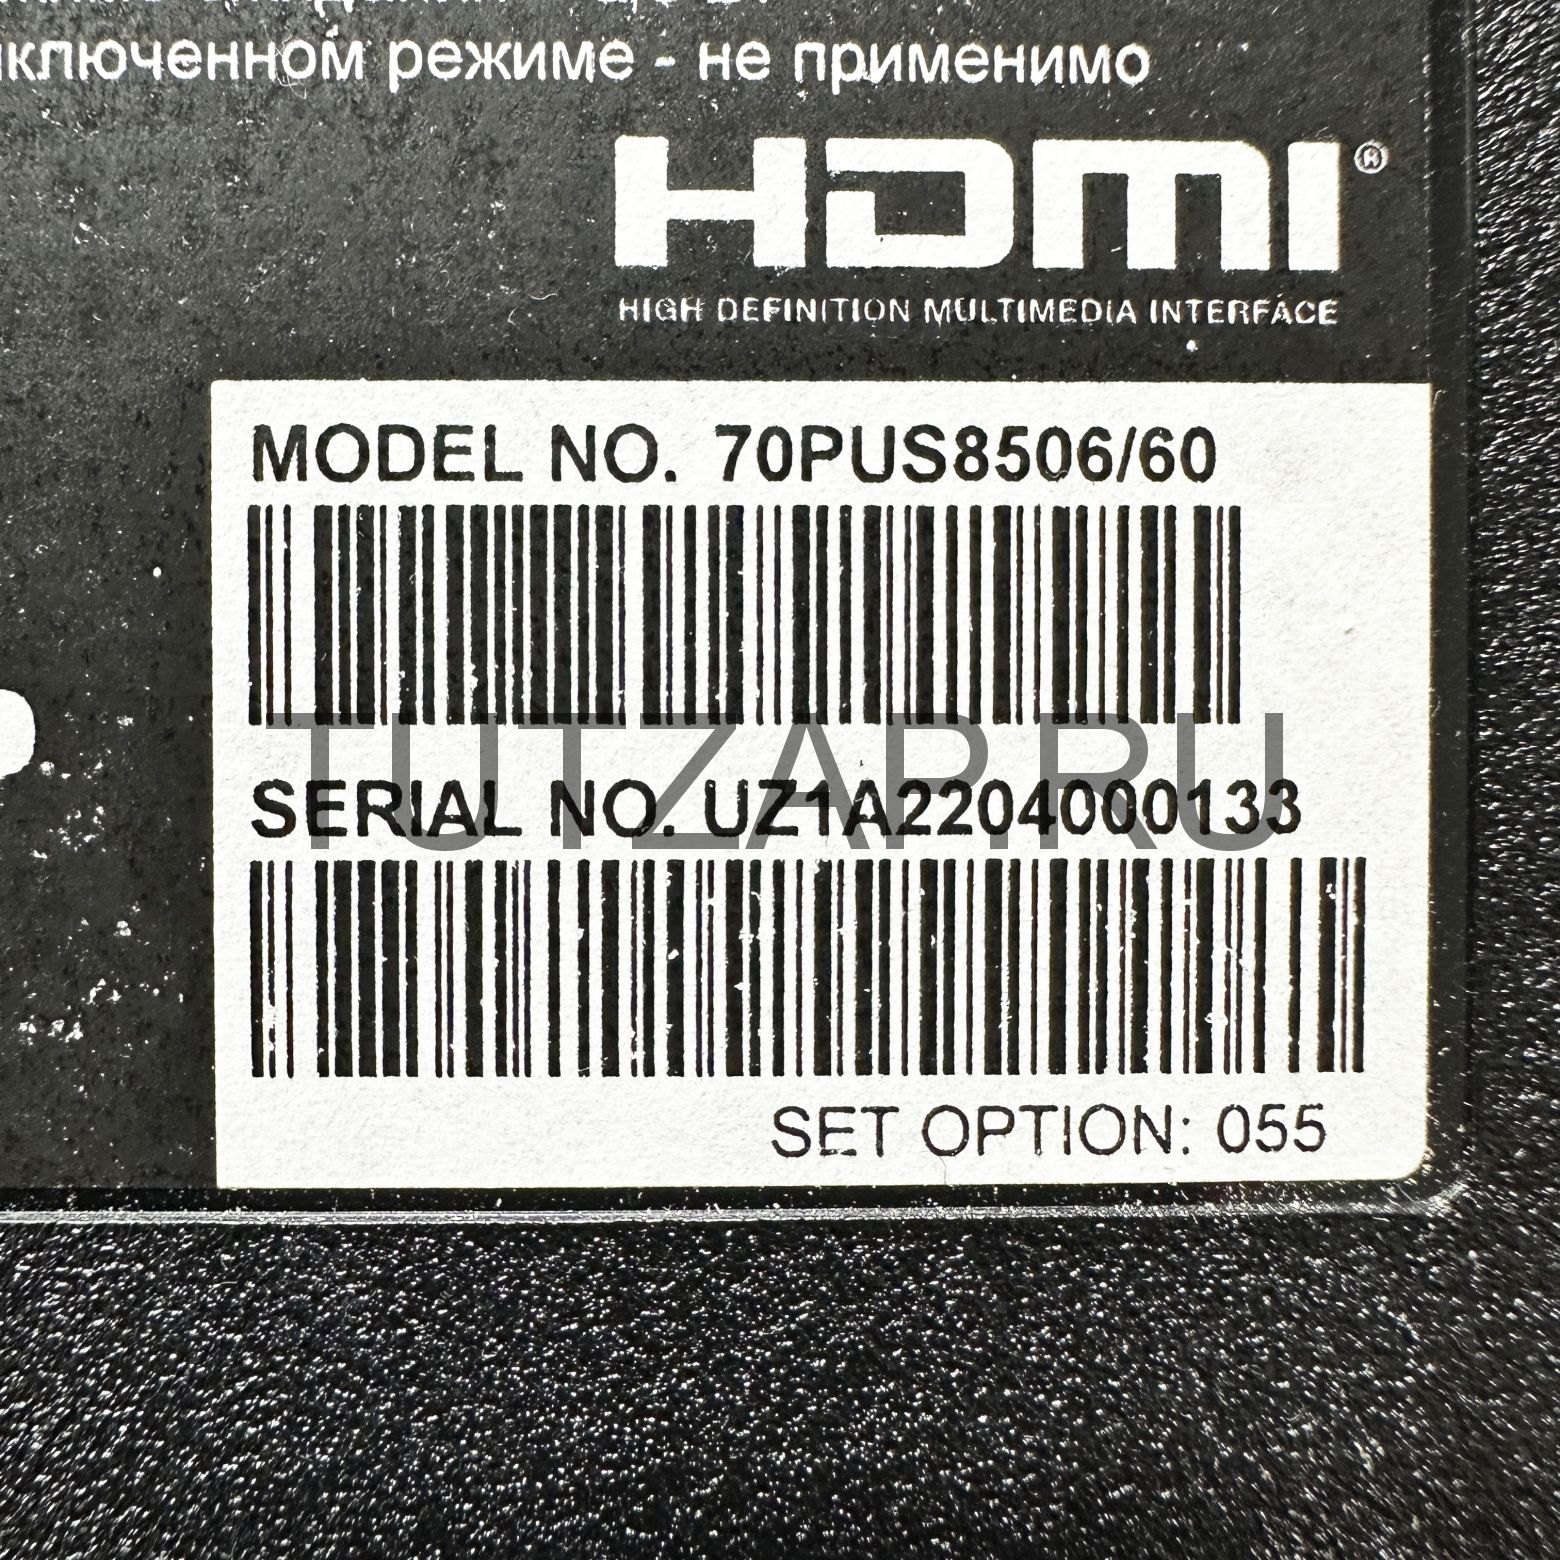 ключенном режиме - не применимо
HDMI®
HIGH DEFINITION MULTIMEDIA INTERFACE
MODEL NO. 70PUS8506/60
TUTZAP.RU
SERIAL NO. UZ1A2204000133
SET OPTION: 055